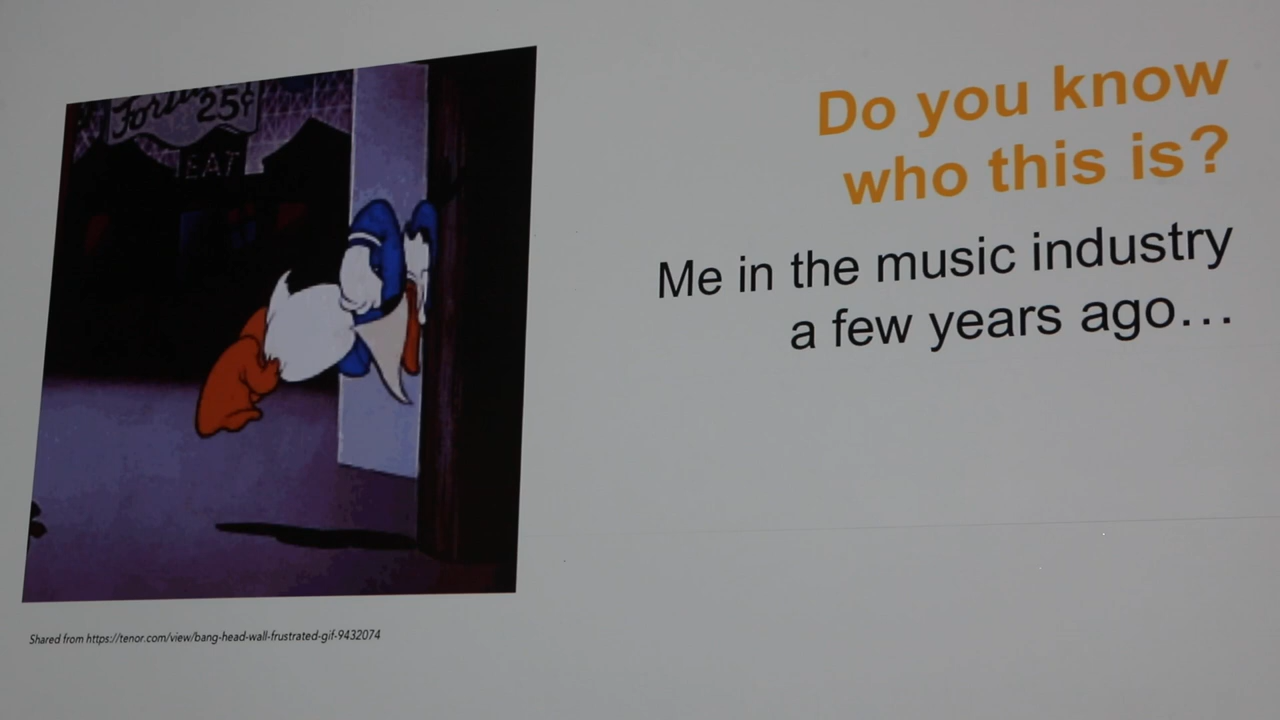 25¢
EAT
Do you know
who this is?
Me in the music industry
a few years ago…
Shared from https://tenor.com/view/bang-head-wall-frustrated-gif-9432074